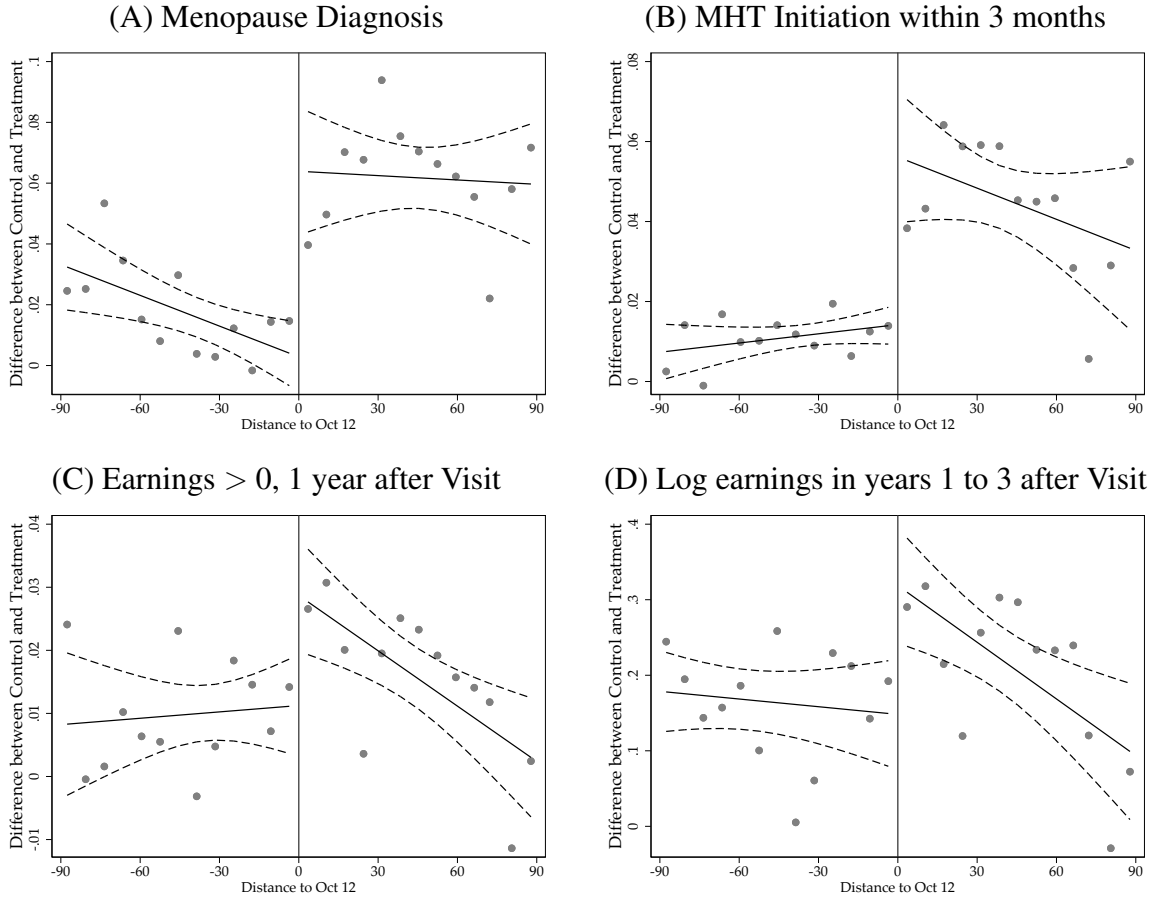 (A) Menopause Diagnosis
Difference between Control and Treatment
.1
.08
.06
.04
.02
0
-90 -60 -30 0 30 60 90
Distance to Oct 12
(B) MHT Initiation within 3 months
Difference between Control and Treatment
.08
.06
.04
.02
0
-90 -60 -30 0 30 60 90
Distance to Oct 12
(C) Earnings > 0, 1 year after Visit
Difference between Control and Treatment
.04
.03
.02
.01
0
-.01
-90 -60 -30 0 30 60 90
Distance to Oct 12
(D) Log earnings in years 1 to 3 after Visit
Difference between Control and Treatment
.4
.3
.2
.1
0
-90 -60 -30 0 30 60 90
Distance to Oct 12